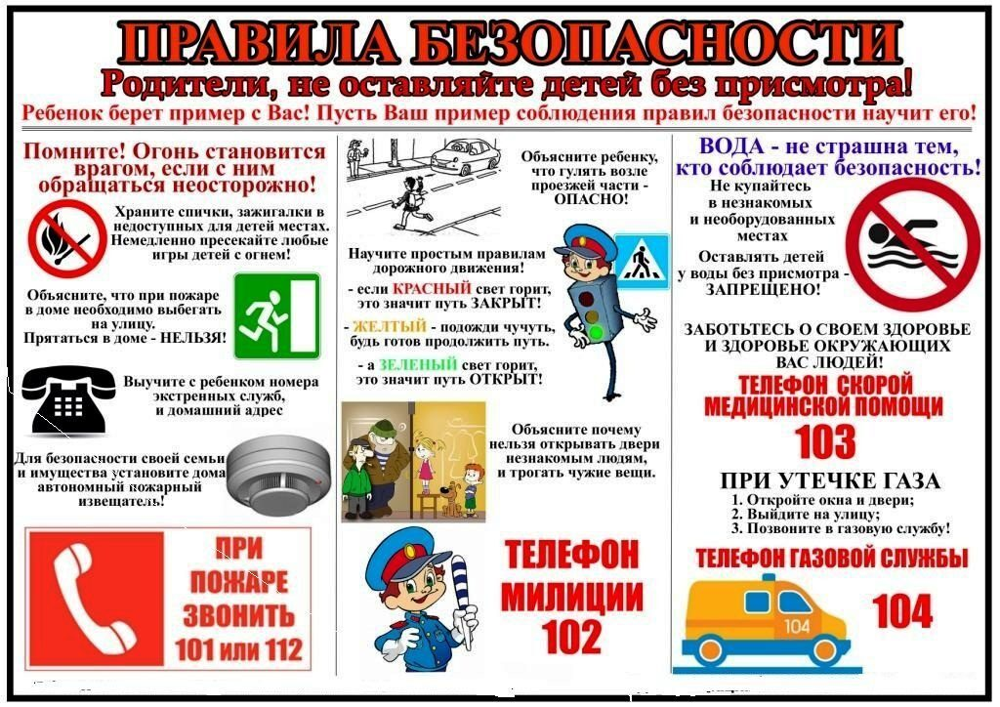 ПРАВИЛА БЕЗОПАСНОСТИ
Родители, не оставляйте детей без присмотра!
Ребенок берет пример с Вас! Пусть Ваш пример соблюдения правил безопасности научит его!
Помните! Огонь становится
врагом, если с ним
обращаться неосторожно!
Храните спички, зажигалки в
недоступных для детей местах.
Немедленно пресекайте любые
игры детей с огнем!
Объясните, что при пожаре
в доме необходимо выбегать
на улицу.
Прятаться в доме - НЕЛЬЗЯ!
Выучите с ребенком номера
экстренных служб,
и домашний адрес
Для безопасности своей семьи
и имущества установите дома
автономный пожарный
извещатель!
ПРИ
ПОЖАРЕ
ЗВОНИТЬ
101 или 112
Объясните ребенку,
что гулять возле
проезжей части -
ОПАСНО!
Научите простым правилам
дорожного движения!
- если КРАСНЫЙ свет горит,
это значит путь ЗАКРЫТ!
- ЖЕЛТЫЙ - подожди чучуть,
будь готов продолжить путь.
- а ЗЕЛЕНЫЙ свет горит,
это значит путь ОТКРЫТ!
Объясните почему
нельзя открывать двери
незнакомым людям,
и трогать чужие вещи.
ТЕЛЕФОН
МИЛИЦИИ
102
ВОДА - не страшна тем,
кто соблюдает безопасность!
Не купайтесь
в незнакомых
и необорудованных
местах
Оставлять детей
у воды без присмотра -
ЗАПРЕЩЕНО!
ЗАБОТЬТЕСЬ О СВОЕМ ЗДОРОВЬЕ
И ЗДОРОВЬЕ ОКРУЖАЮЩИХ
ВАС ЛЮДЕЙ!
ТЕЛЕФОН СКОРОЙ
МЕДИЦИНСКОЙ ПОМОЩИ
103
ПРИ УТЕЧКЕ ГАЗА
1. Откройте окна и двери;
2. Выйдите на улицу;
3. Позвоните в газовую службу!
ТЕЛЕФОН ГАЗОВОЙ СЛУЖБЫ
104
104